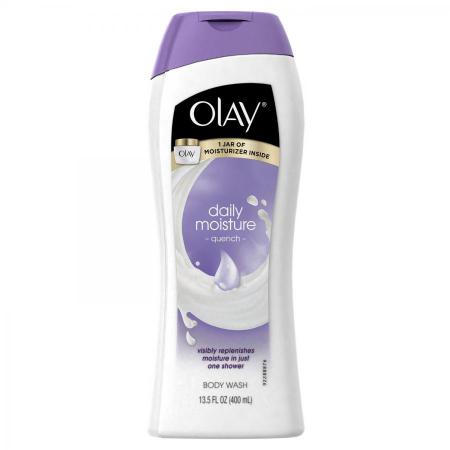 OLAY®
1 JAR OF
MOISTURIZER INSIDE
OLAY
daily
moisture
- quench -
visibly replenishes
moisture in just
one shower
BODY WASH
13.5 FL OZ (400 mL)